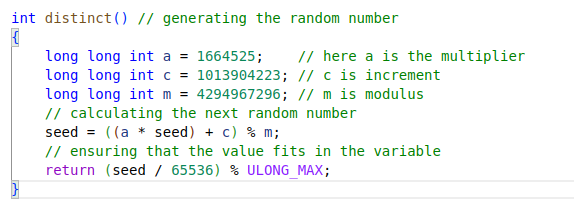 int distinct() // generating the random number
{
    long long int a = 1664525;    // here a is the multiplier
    long long int c = 1013904223; // c is increment
    long long int m = 4294967296; // m is modulus
    // calculating the next random number
    seed = ((a * seed) + c) % m;
    // ensuring that the value fits in the variable
    return (seed / 65536) % ULONG_MAX;
}